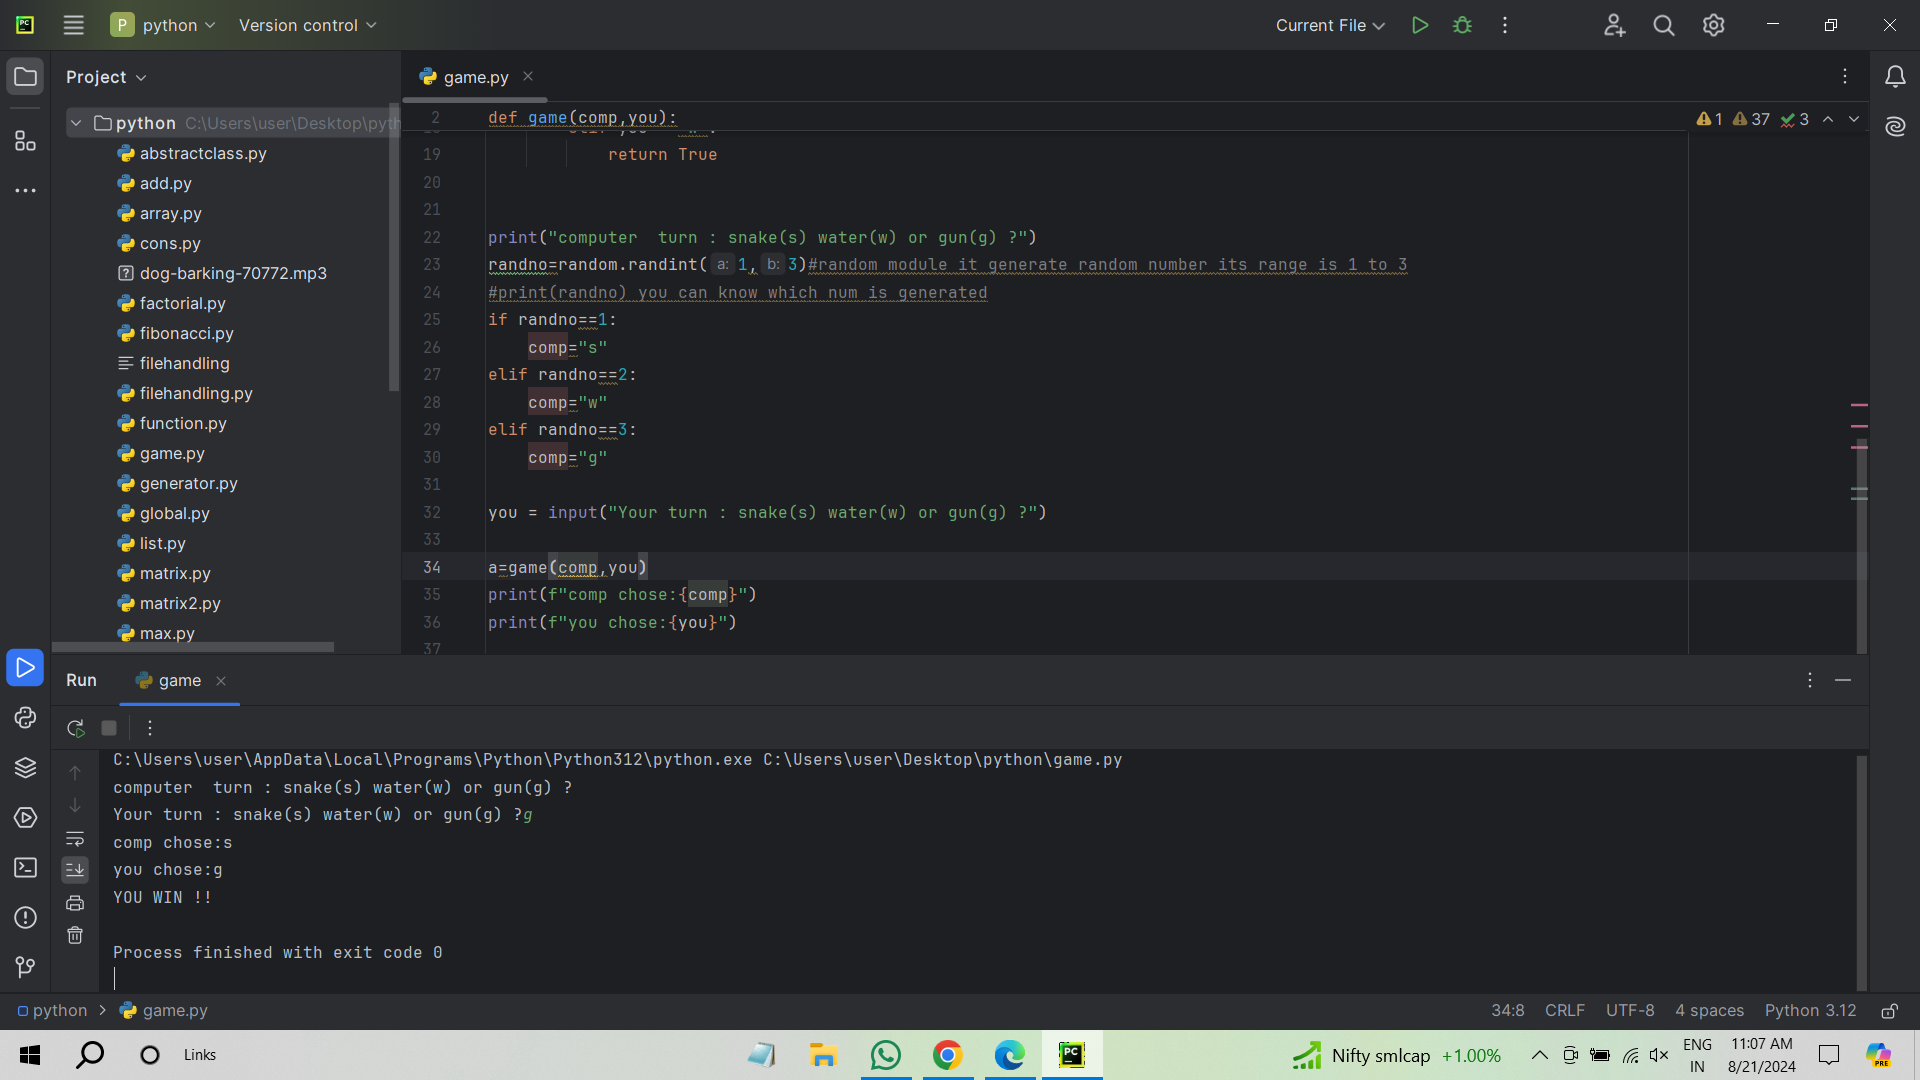 P python Version control
Current File
Project
python C:\Users\user\Desktop\pyth
abstractclass.py
add.py
array.py
cons.py
dog-barking-70772.mp3
factorial.py
fibonacci.py
filehandling
filehandling.py
function.py
game.py
generator.py
global.py
list.py
matrix.py
matrix2.py
max.py
game.py
1 37 3
2 def game(comp,you):
19 return True
20
21
22 print("computer  turn : snake(s) water(w) or gun(g) ?")
23 randno=random.randint( a: 1, b: 3)#random module it generate random number its range is 1 to 3
24 #print(randno) you can know which num is generated
25 if randno==1:
26 comp="s"
27 elif randno==2:
28 comp="w"
29 elif randno==3:
30 comp="g"
31
32 you = input("Your turn : snake(s) water(w) or gun(g) ?")
33
34 a=game(comp,you)
35 print(f"comp chose:{comp}")
36 print(f"you chose:{you}")
37
Run game
C:\Users\user\AppData\Local\Programs\Python\Python312\python.exe C:\Users\user\Desktop\python\game.py
computer  turn : snake(s) water(w) or gun(g) ?
Your turn : snake(s) water(w) or gun(g) ?g
comp chose:s
you chose:g
YOU WIN !!
Process finished with exit code 0
python > game.py
34:8 CRLF UTF-8 4 spaces Python 3.12
Links
Nifty smlcap +1.00%
ENG
IN
11:07 AM
8/21/2024